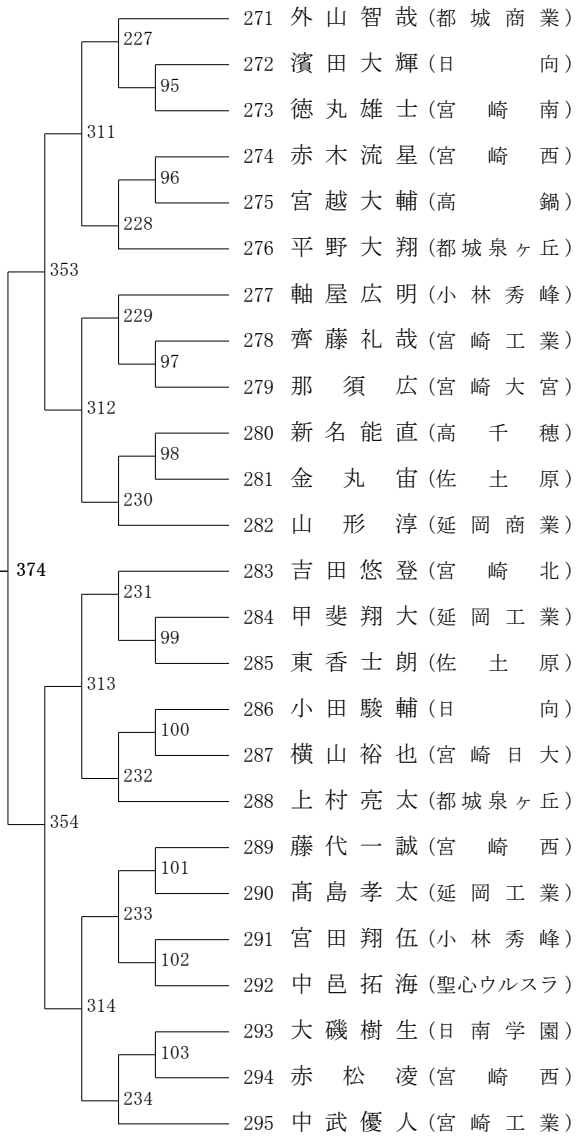 271 外山智哉 (都城商業)
227
272 濱田大輝 (日向)
95
273 徳丸雄士 (宮崎南)
311
274 赤木流星 (宮崎西)
96
275 宮越大輔 (高鍋)
228
276 平野大翔 (都城泉ヶ丘)
353
277 軸屋広明 (小林秀峰)
229
278 齊藤礼哉 (宮崎工業)
97
279 那須広 (宮崎大宮)
312
280 新名能直 (高千穂)
98
281 金丸宙 (佐土原)
230
282 山形淳 (延岡商業)
374
283 吉田悠登 (宮崎北)
231
284 甲斐翔大 (延岡工業)
99
285 東香士朗 (佐土原)
313
286 小田駿輔 (日向)
100
287 横山裕也 (宮崎日大)
232
288 上村亮太 (都城泉ヶ丘)
354
289 藤代一誠 (宮崎西)
101
290 髙島孝太 (延岡工業)
233
291 宮田翔伍 (小林秀峰)
102
292 中邑拓海 (聖心ウルスラ)
314
293 大磯樹生 (日南学園)
103
294 赤松凌 (宮崎西)
234
295 中武優人 (宮崎工業)